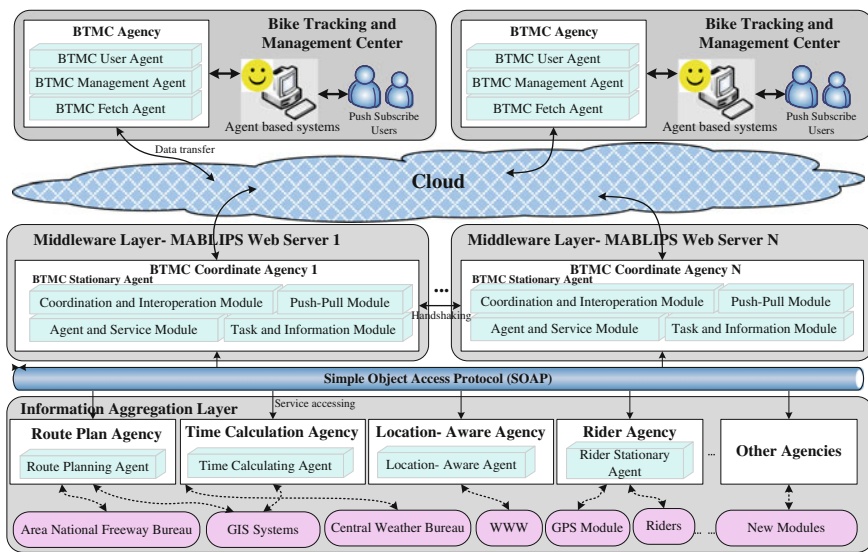 BTMC Agency
Bike Tracking and
Management Center
BTMC User Agent
BTMC Management Agent
BTMC Fetch Agent
Agent based systems
Push Subscribe
Users
BTMC Agency
Bike Tracking and
Management Center
BTMC User Agent
BTMC Management Agent
BTMC Fetch Agent
Agent based systems
Push Subscribe
Users
Data transfer
Cloud
Middleware Layer- MABLIPS Web Server 1
BTMC Coordinate Agency 1
BTMC Stationary Agent
Coordination and Interoperation Module
Push-Pull Module
Agent and Service Module
Task and Information Module
...
Handshaking
Middleware Layer- MABLIPS Web Server N
BTMC Coordinate Agency N
BTMC Stationary Agent
Coordination and Interoperation Module
Push-Pull Module
Agent and Service Module
Task and Information Module
Simple Object Access Protocol (SOAP)
Service accessing
Information Aggregation Layer
Route Plan Agency
Route Planning Agent
Time Calculation Agency
Time Calculating Agent
Location- Aware Agency
Location- Aware Agent
Rider Agency
Rider Stationary
Agent
...
Other Agencies
Area National Freeway Bureau
GIS Systems
Central Weather Bureau
WWW
GPS Module
Riders
... ...
New Modules